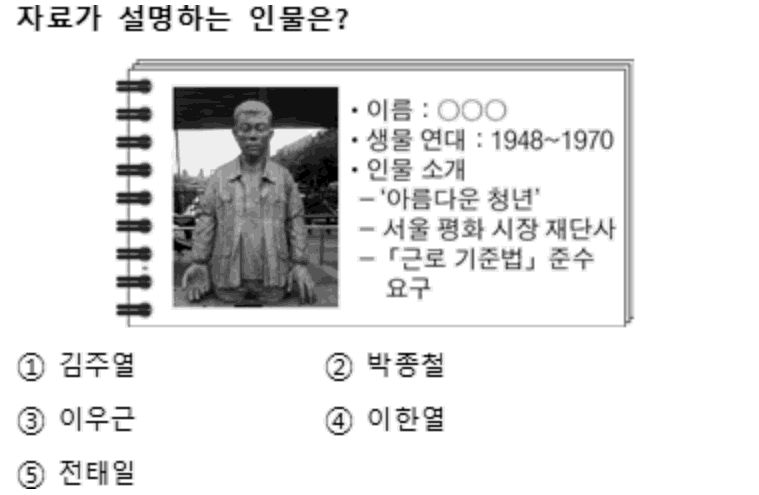 자료가 설명하는 인물은?
• 이름 : ○○○
• 생몰 연대 : 1948~1970
• 인물 소개
– ‘아름다운 청년’
– 서울 평화 시장 재단사
– 「근로 기준법」 준수
요구
① 김주열 ② 박종철
③ 이우근 ④ 이한열
⑤ 전태일